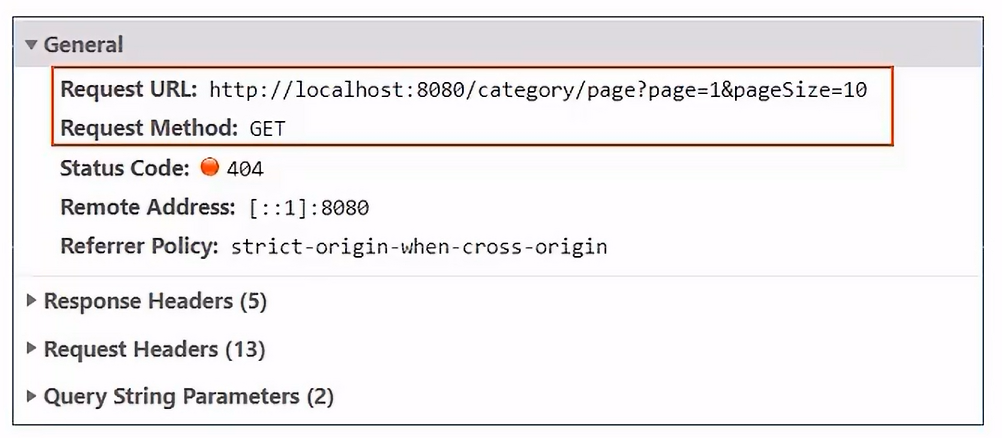 General
Request URL: http://localhost:8080/category/page?page=1&pageSize=10
Request Method: GET
Status Code: 404
Remote Address: [::1]:8080
Referrer Policy: strict-origin-when-cross-origin
Response Headers (5)
Request Headers (13)
Query String Parameters (2)